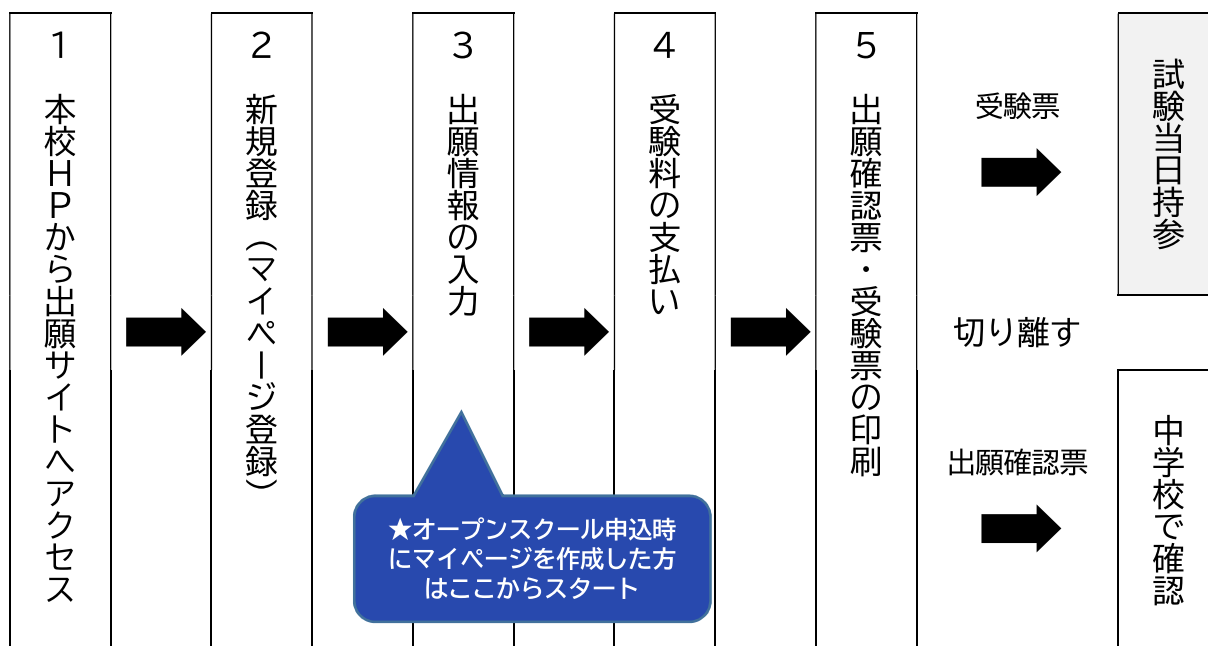 1 本校ＨＰから出願サイトへアクセス
2 新規登録（マイページ登録）
3 出願情報の入力
★オープンスクール申込時
にマイページを作成した方
はここからスタート
4 受験料の支払い
5 出願確認票・受験票の印刷
受験票
切り離す
出願確認票
試験当日持参
中学校で確認